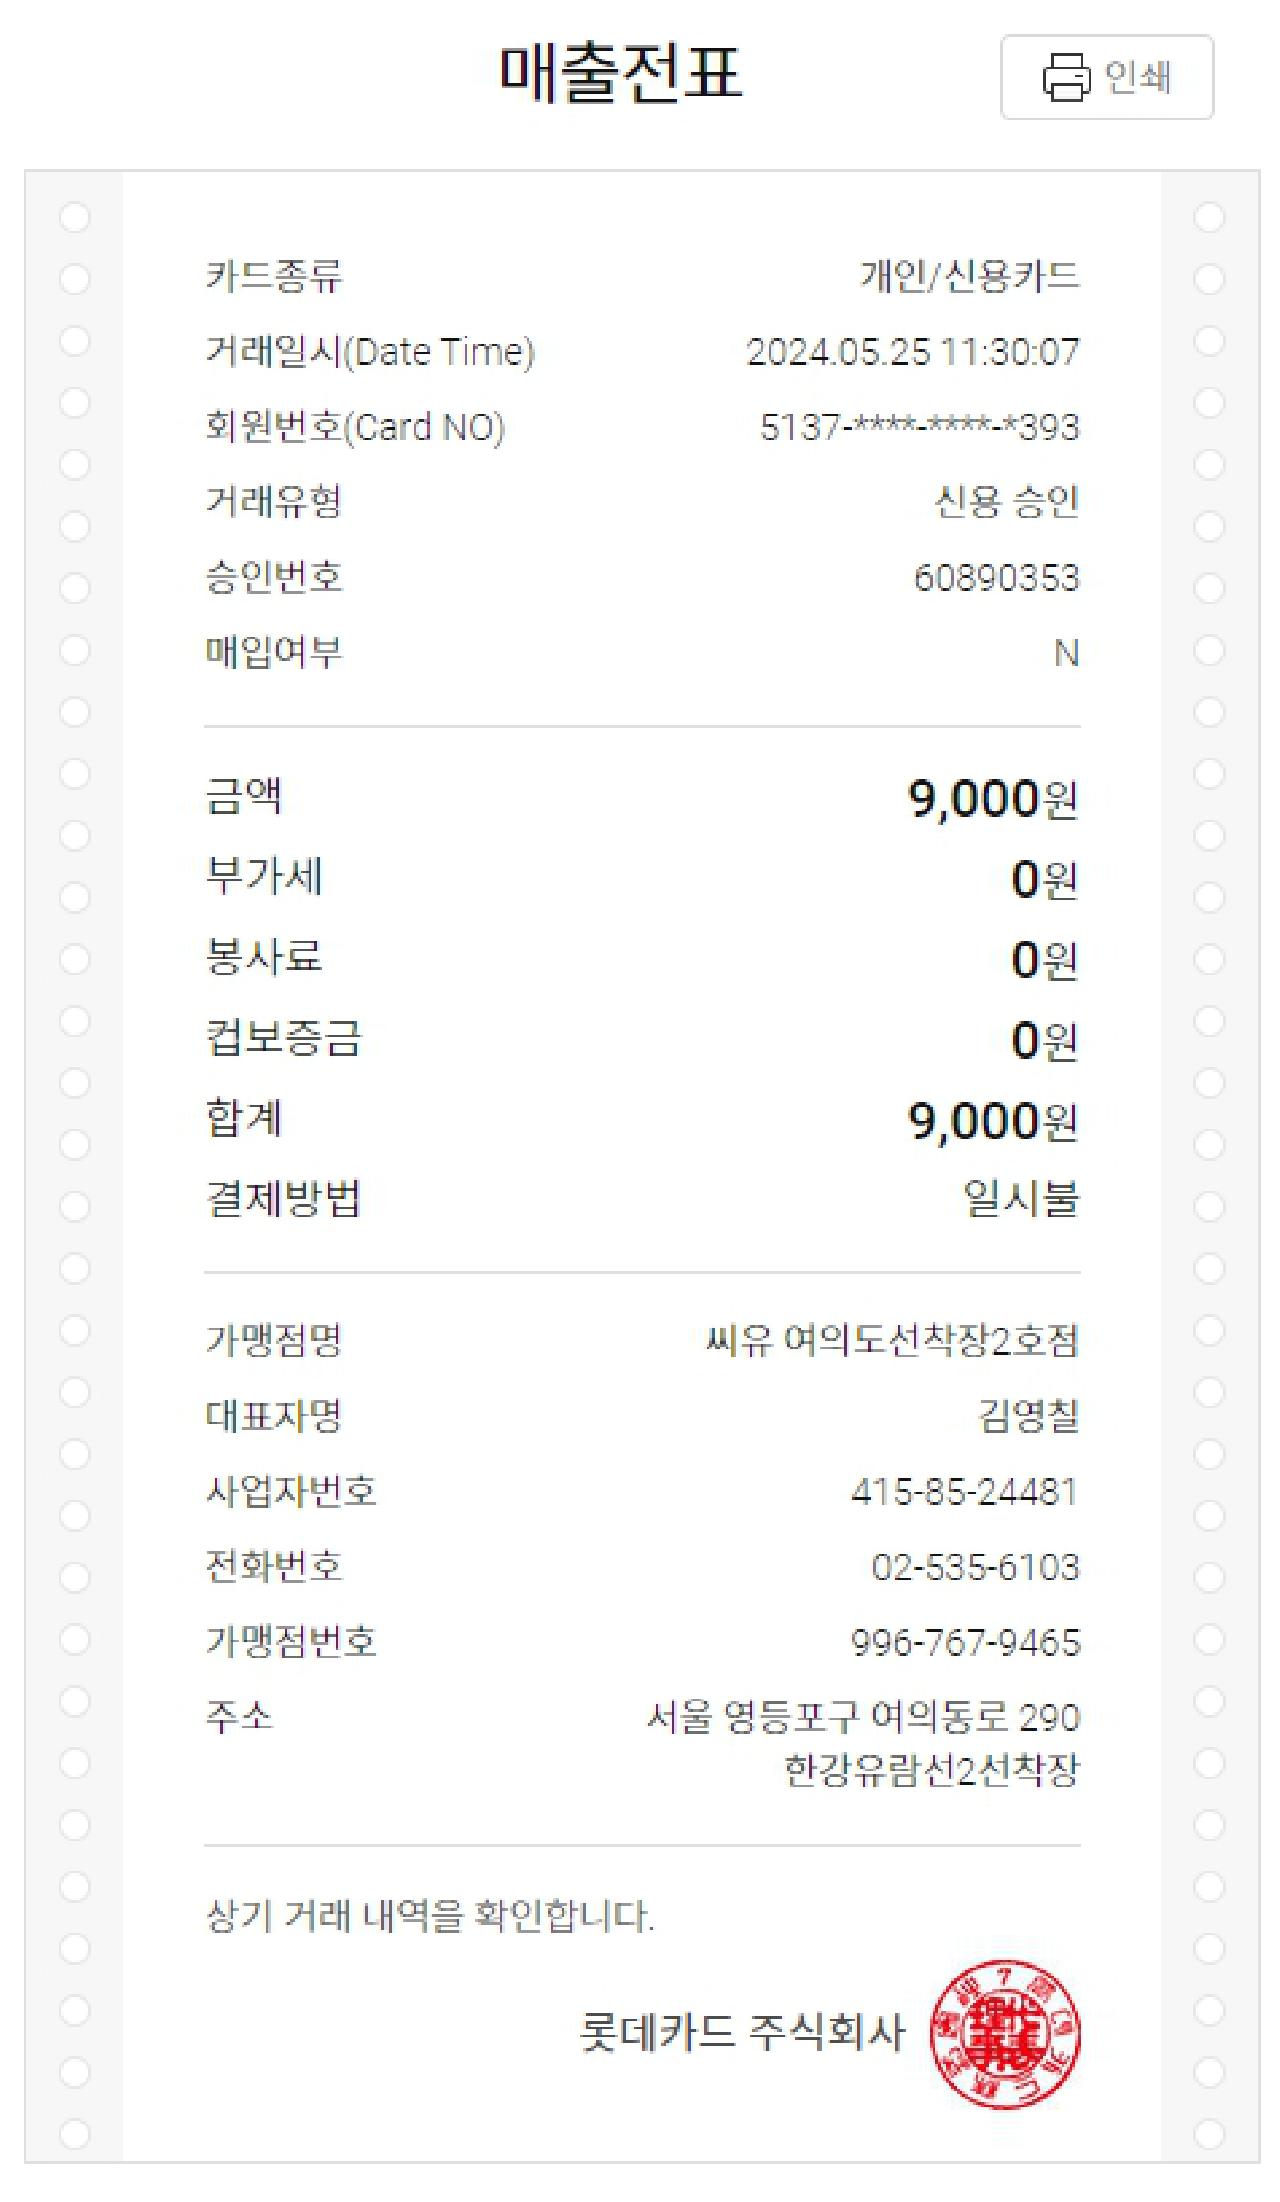 매출전표
인쇄
카드종류 개인/신용카드
거래일시(Date Time) 2024.05.25 11:30:07
회원번호(Card NO) 5137-****-****-*393
거래유형 신용 승인
승인번호 60890353
매입여부 N
금액 9,000원
부가세 0원
봉사료 0원
컵보증금 0원
합계 9,000원
결제방법 일시불
가맹점명 씨유 여의도선착장2호점
대표자명 김영칠
사업자번호 415-85-24481
전화번호 02-535-6103
가맹점번호 996-767-9465
주소 서울 영등포구 여의동로 290
한강유람선2선착장
상기 거래 내역을 확인합니다.
롯데카드 주식회사